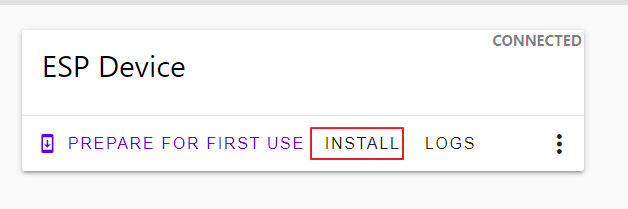 CONNECTED
ESP Device
PREPARE FOR FIRST USE INSTALL LOGS